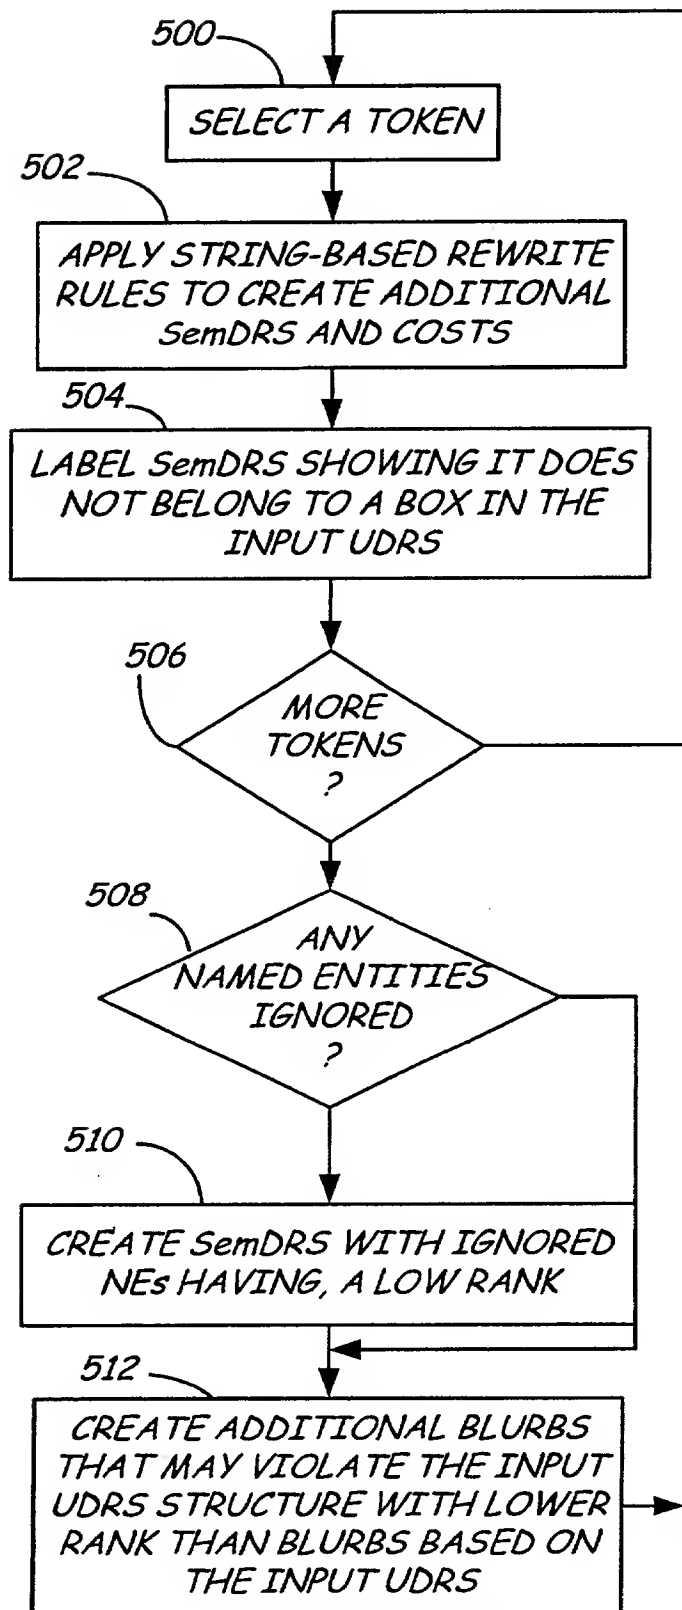 500
SELECT A TOKEN
502
APPLY STRING-BASED REWRITE
RULES TO CREATE ADDITIONAL
SemDRS AND COSTS
504
LABEL SemDRS SHOWING IT DOES
NOT BELONG TO A BOX IN THE
INPUT UDRS
506
MORE
TOKENS
?
508
ANY
NAMED ENTITIES
IGNORED
?
510
CREATE SemDRS WITH IGNORED
NEs HAVING, A LOW RANK
512
CREATE ADDITIONAL BLURBS
THAT MAY VIOLATE THE INPUT
UDRS STRUCTURE WITH LOWER
RANK THAN BLURBS BASED ON
THE INPUT UDRS